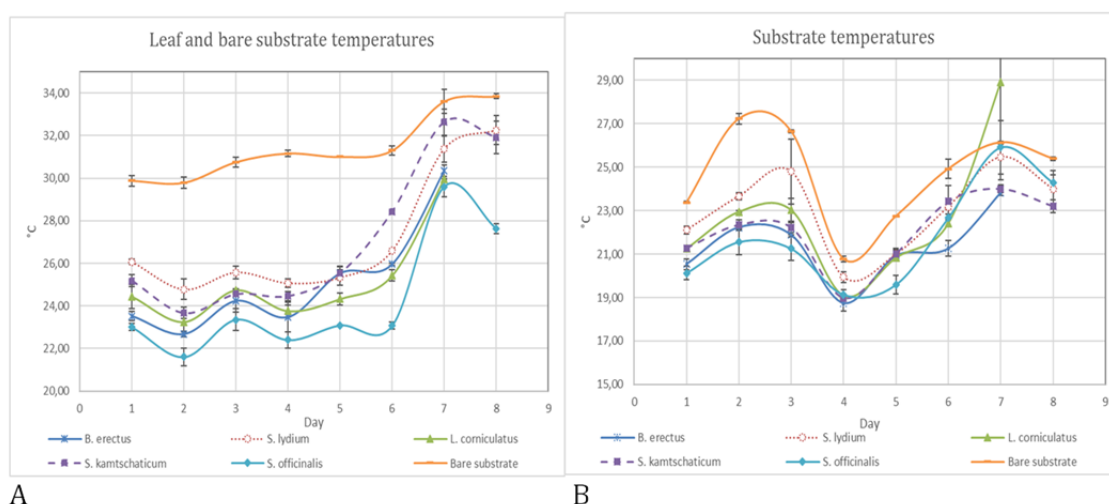 Leaf and bare substrate temperatures
34,00
32,00
30,00
28,00
26,00
24,00
22,00
20,00
°C
0 1 2 3 4 5 6 7 8 9
Day
B. erectus S. lydium L. corniculatus
S. kamtschaticum S. officinalis Bare substrate
A
Substrate temperatures
29,00
27,00
25,00
23,00
21,00
19,00
17,00
15,00
°C
0 1 2 3 4 5 6 7 8 9
Day
B. erectus S. lydium L. corniculatus
S. kamtschaticum S. officinalis Bare substrate
B